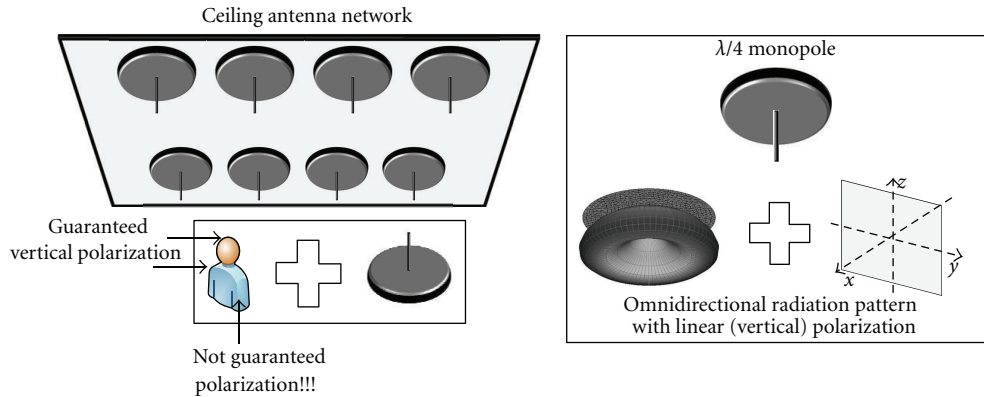 Ceiling antenna network
Guaranteed
vertical polarization
Not guaranteed
polarization!!!
λ/4 monopole
z
x
y
Omnidirectional radiation pattern
with linear (vertical) polarization